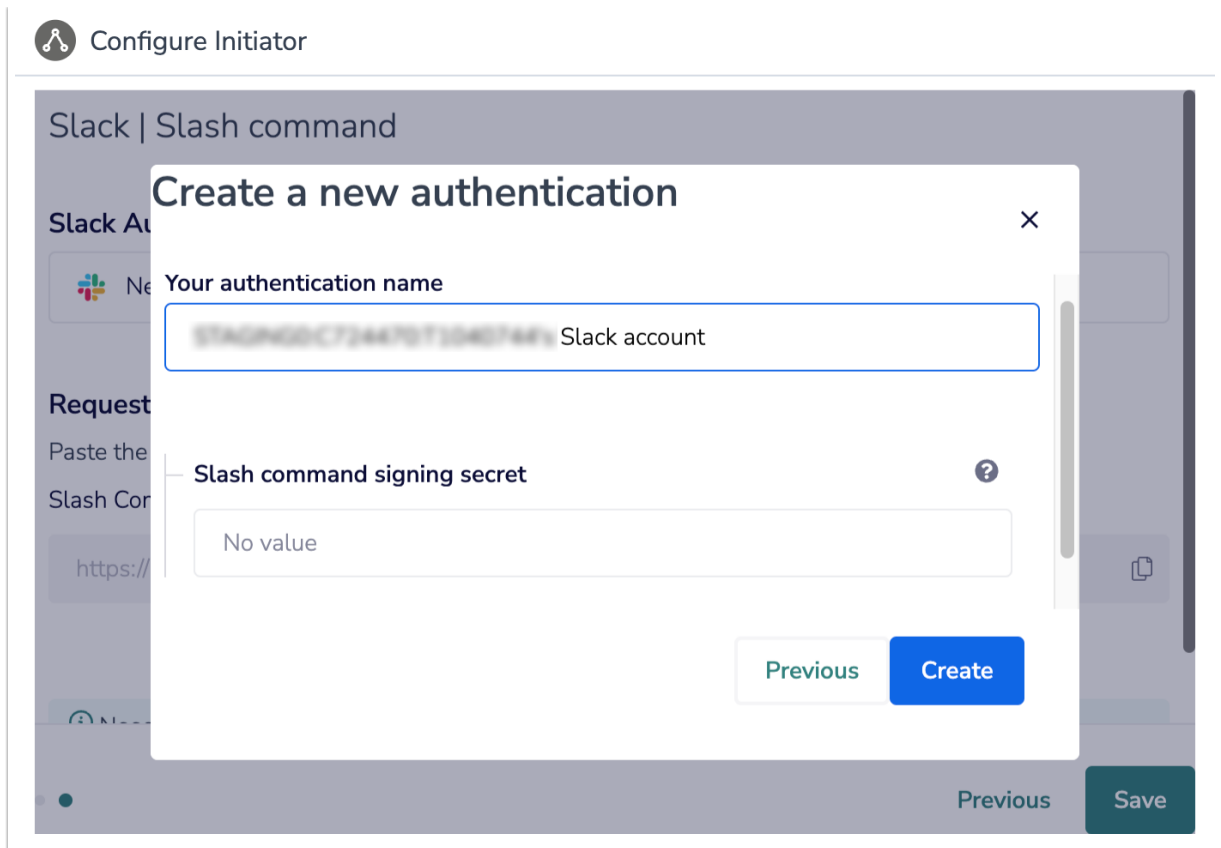 Configure Initiator
Slack | Slash command
Create a new authentication
Slack Au
Ne
Your authentication name
Slack account
Request
Paste the
Slash Cor
Slash command signing secret
?
No value
https://
Previous
Create
Previous
Save